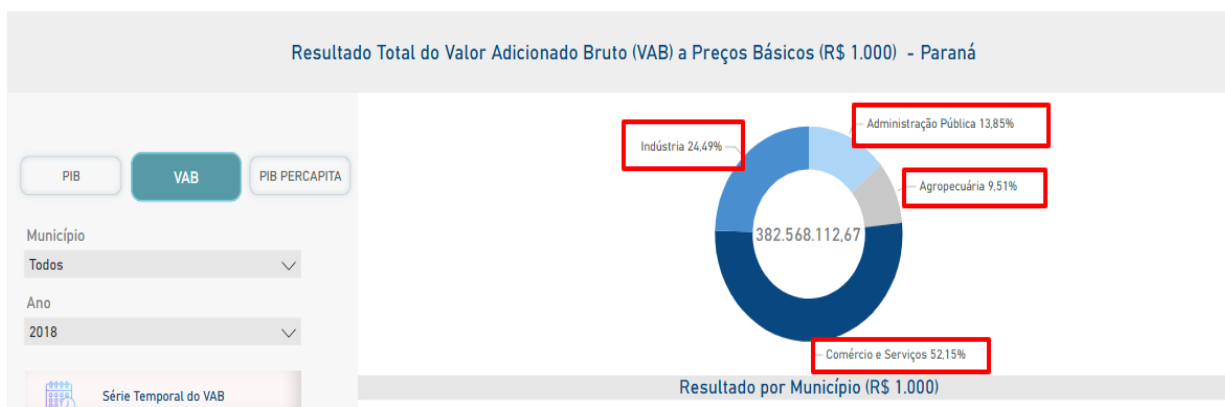 Resultado Total do Valor Adicionado Bruto (VAB) a Preços Básicos (R$ 1.000) - Paraná
PIB
VAB
PIB PERCAPITA
Município
Todos
Ano
2018
Série Temporal do VAB
Indústria 24,49%
Administração Pública 13,85%
Agropecuária 9,51%
382.568.112,67
Comércio e Serviços 52,15%
Resultado por Município (R$ 1.000)